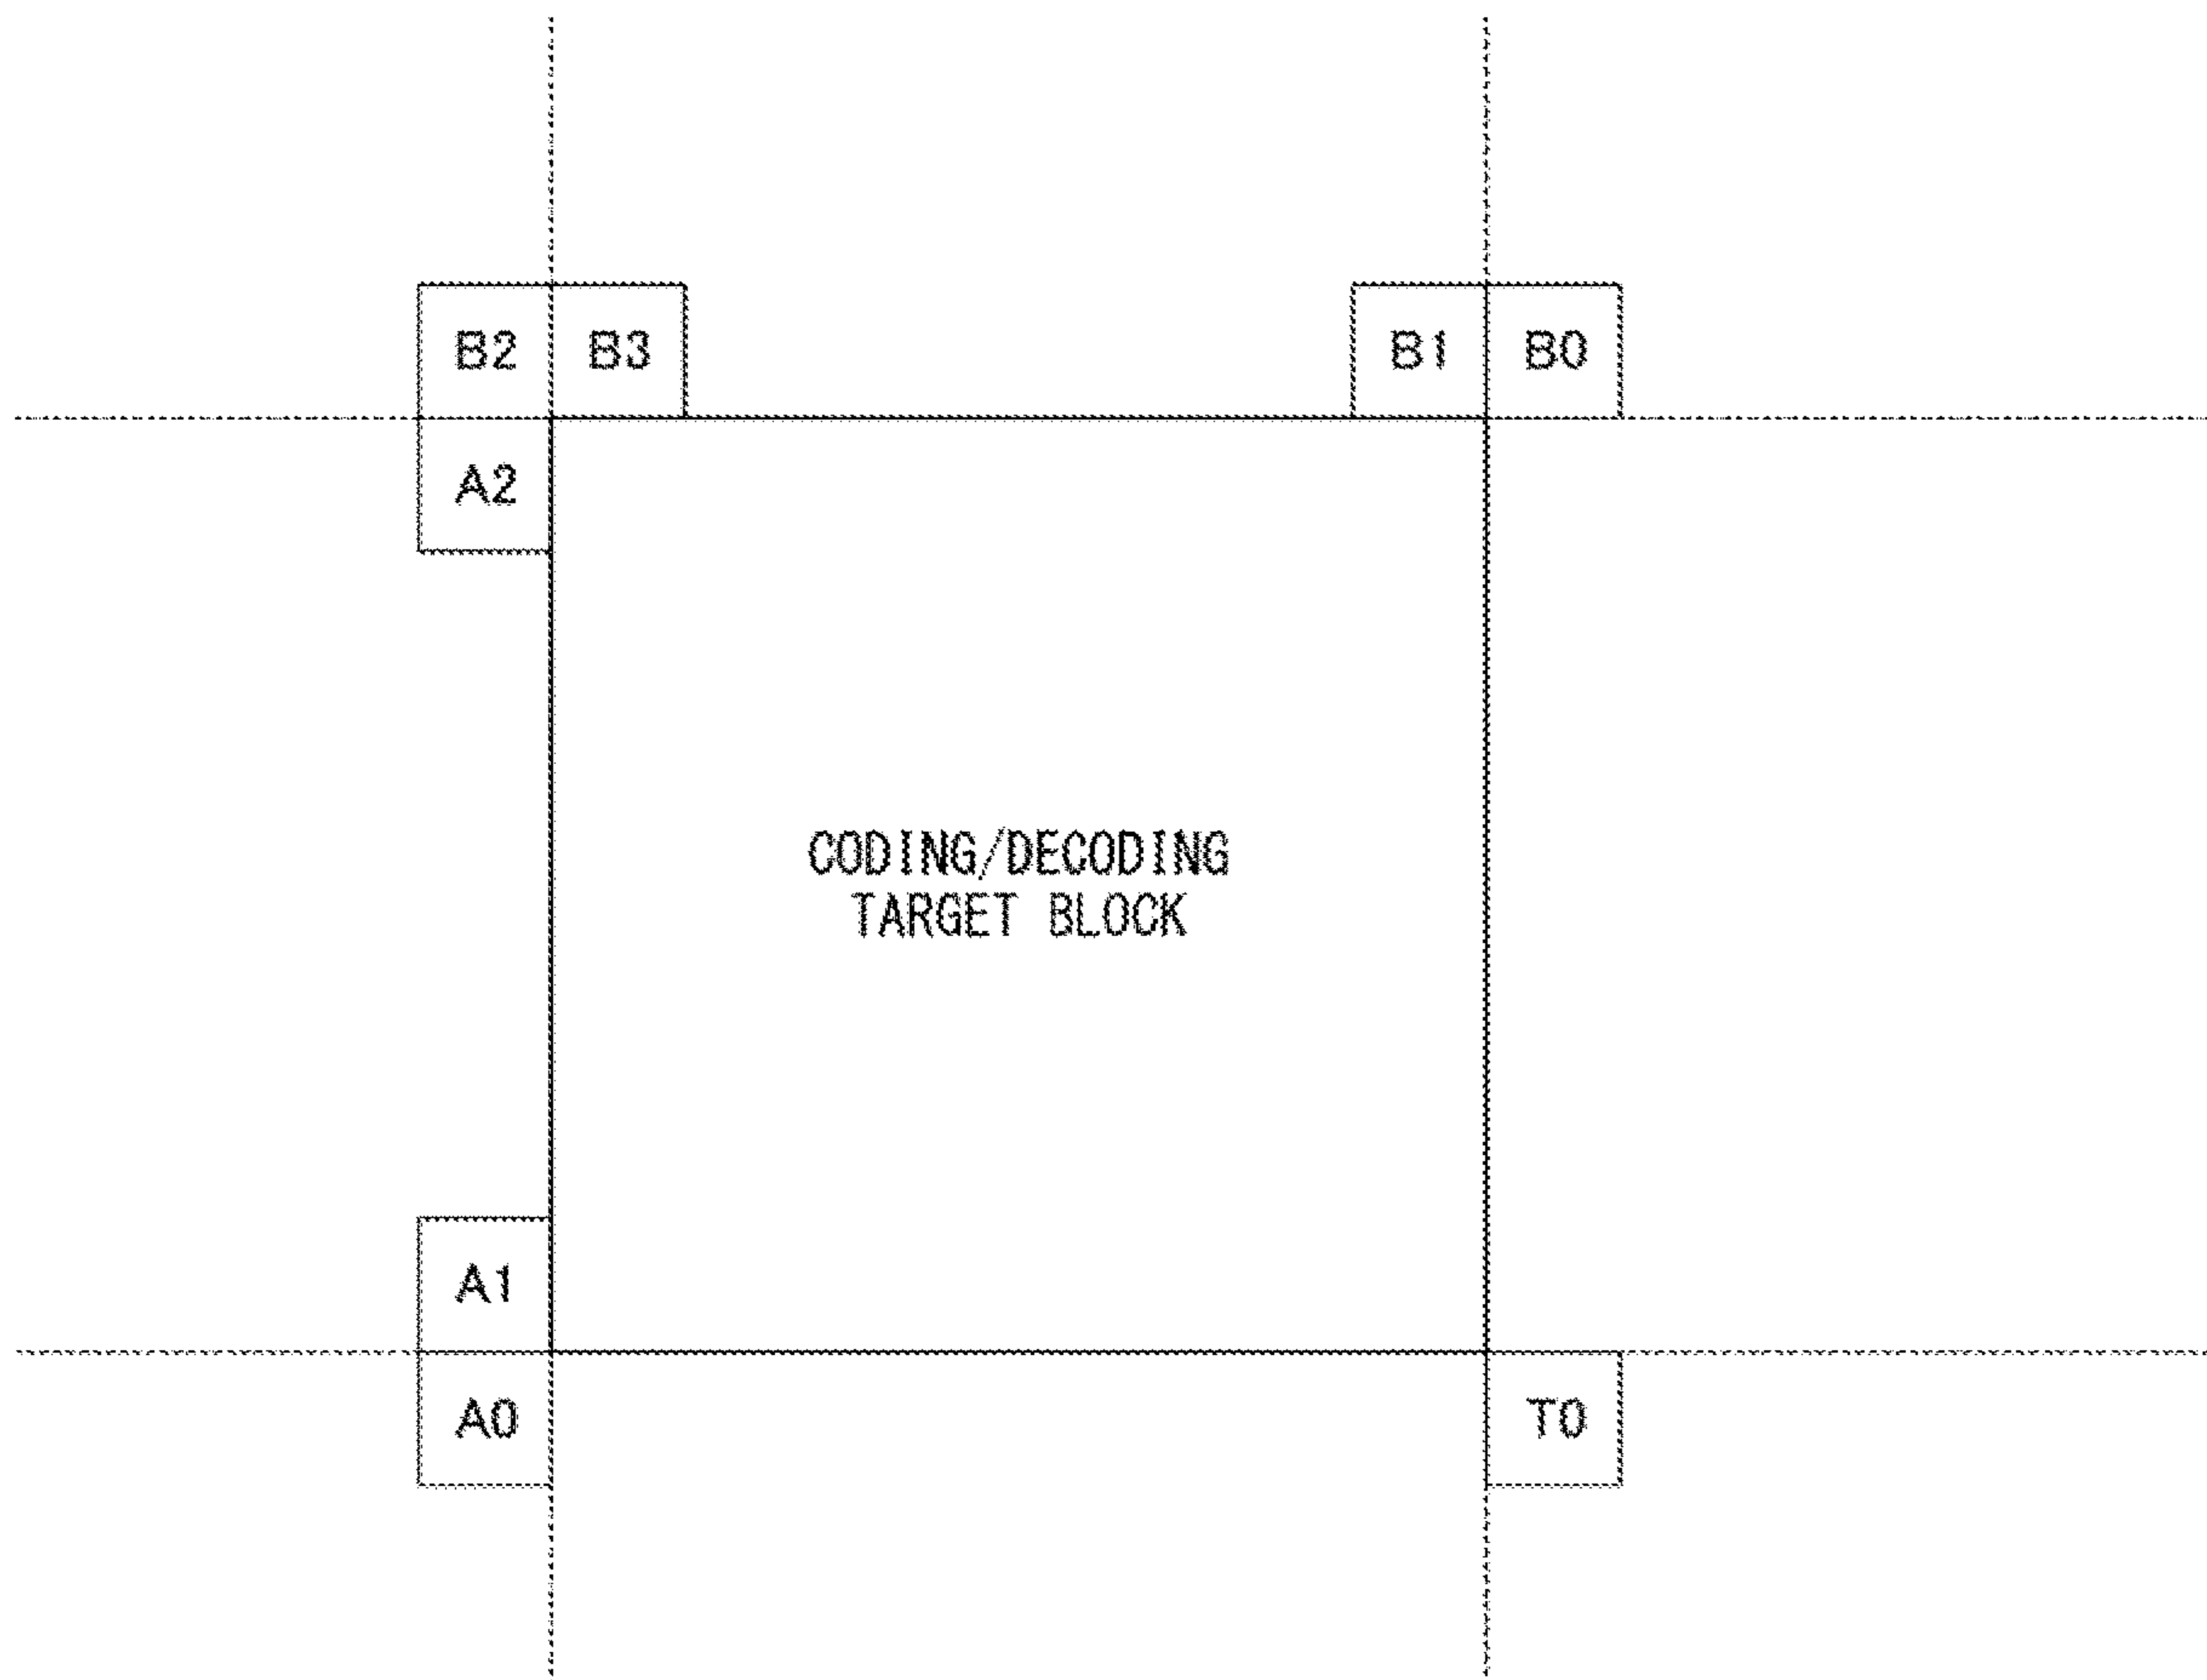 B2 B3 B1 B0
A2
CODING/DECODING
TARGET BLOCK
A1
A0 T0